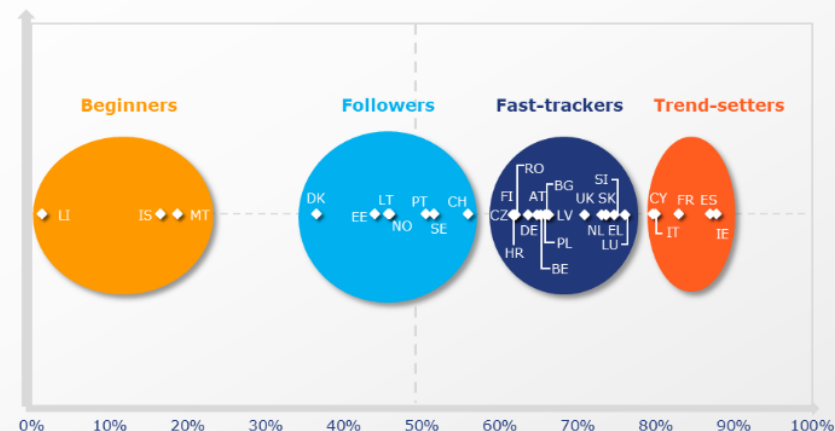 Beginners Followers Fast-trackers Trend-setters
RO
SI
BG
DK LT PT CH FI AT UK SK CY FR ES
LI IS MT EE CZ LV
NO SE DE NL EL IT IE
HR PL LU
BE
0% 10% 20% 30% 40% 50% 60% 70% 80% 90% 100%